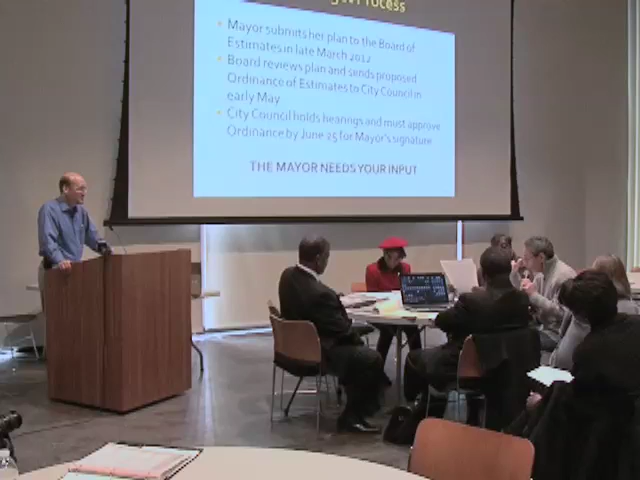 Process
• Mayor submits her plan to the Board of
Estimates in late March 2012
• Board reviews plan and sends proposed
Ordinance of Estimates to City Council in
early May
• City Council holds hearings and must approve
Ordinance by June 25 for Mayor's signature
THE MAYOR NEEDS YOUR INPUT